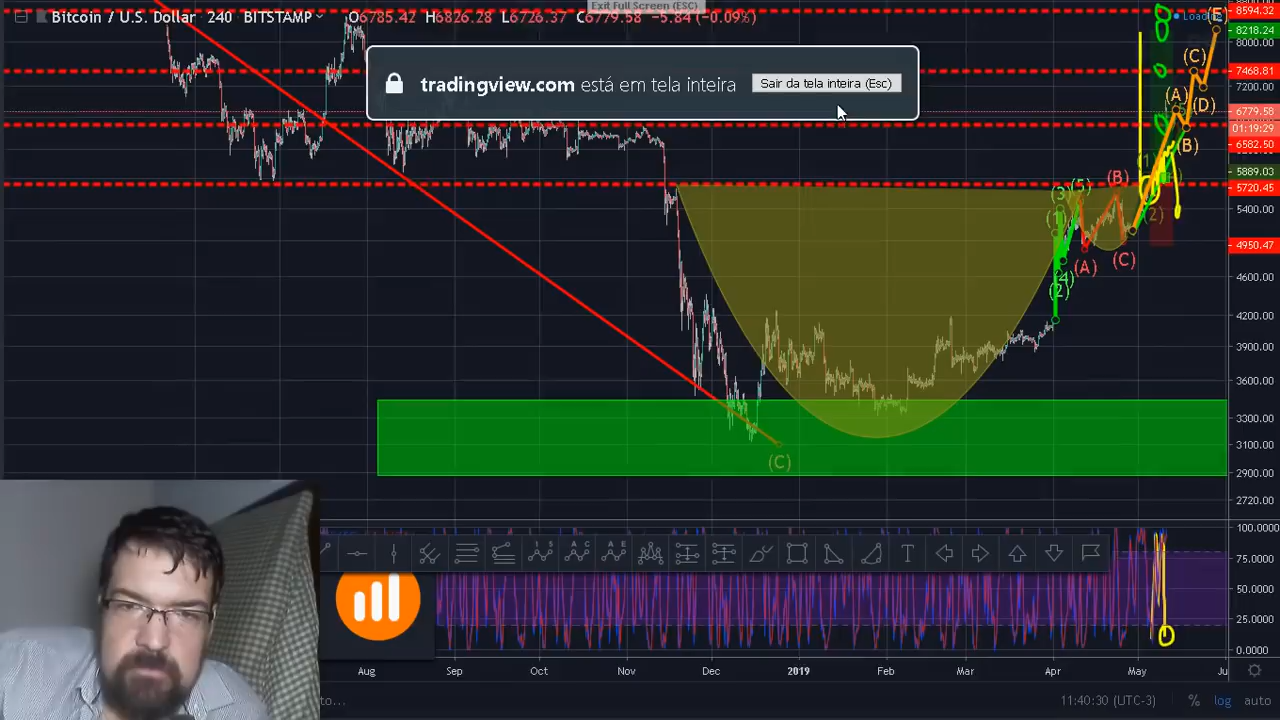 Exit Full Screen (ESC)
Bitcoin / U.S. Dollar 240 BITSTAMP O6785.42 H6826.28 L6726.37 C6779.58 −5.84 (−0.09%)
tradingview.com está em tela inteira Sair da tela inteira (Esc)
Loading
8594.32
8218.24
8000.00
7468.81
7200.00
6779.58
01:19:29
6582.50
5889.03
5720.45
5400.00
4950.47
4600.00
4200.00
3900.00
3600.00
3300.00
3100.00
2900.00
2720.00
(E)
(C)
(A)
(D)
(B)
(B)
(3)
(5)
(1)
(2)
(A)
(C)
(4)
(2)
(C)
T
100.0000
75.0000
50.0000
25.0000
0.0000
Aug Sep Oct Nov Dec 2019 Feb Mar Apr May Ju
to... 11:40:30 (UTC-3) % log auto